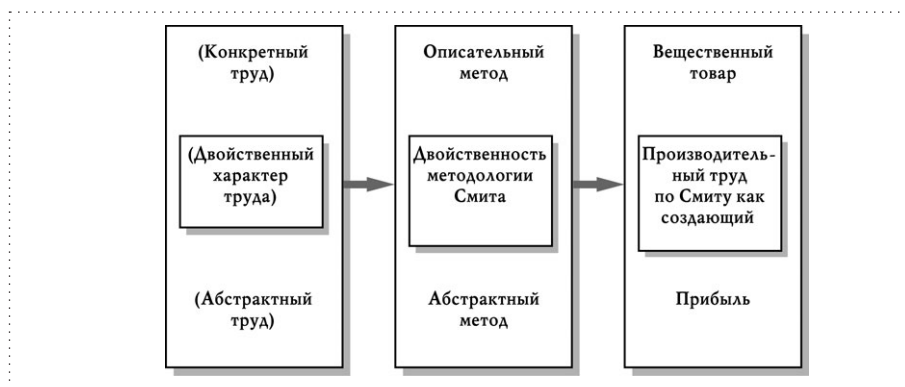 (Конкретный
труд)
(Двойственный
характер
труда)
(Абстрактный
труд)
Описательный
метод
Двойственность
методологии
Смита
Абстрактный
метод
Вещественный
товар
Производитель-
ный труд
по Смиту как
создающий
Прибыль